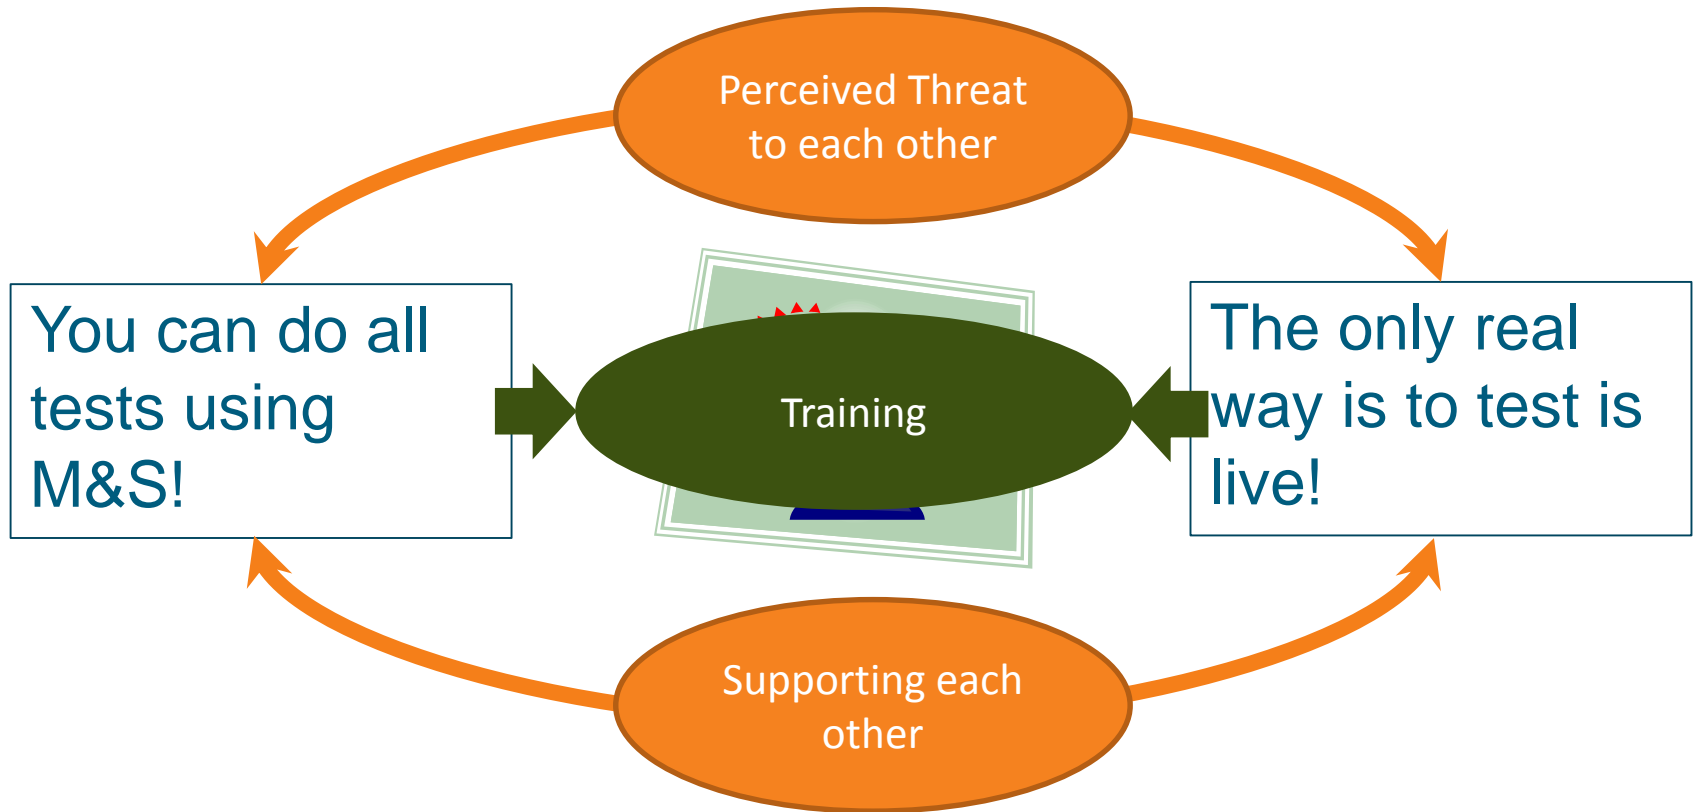 Perceived Threat
to each other
You can do all
tests using
M&S!
Training
The only real
way is to test is
live!
Supporting each
other